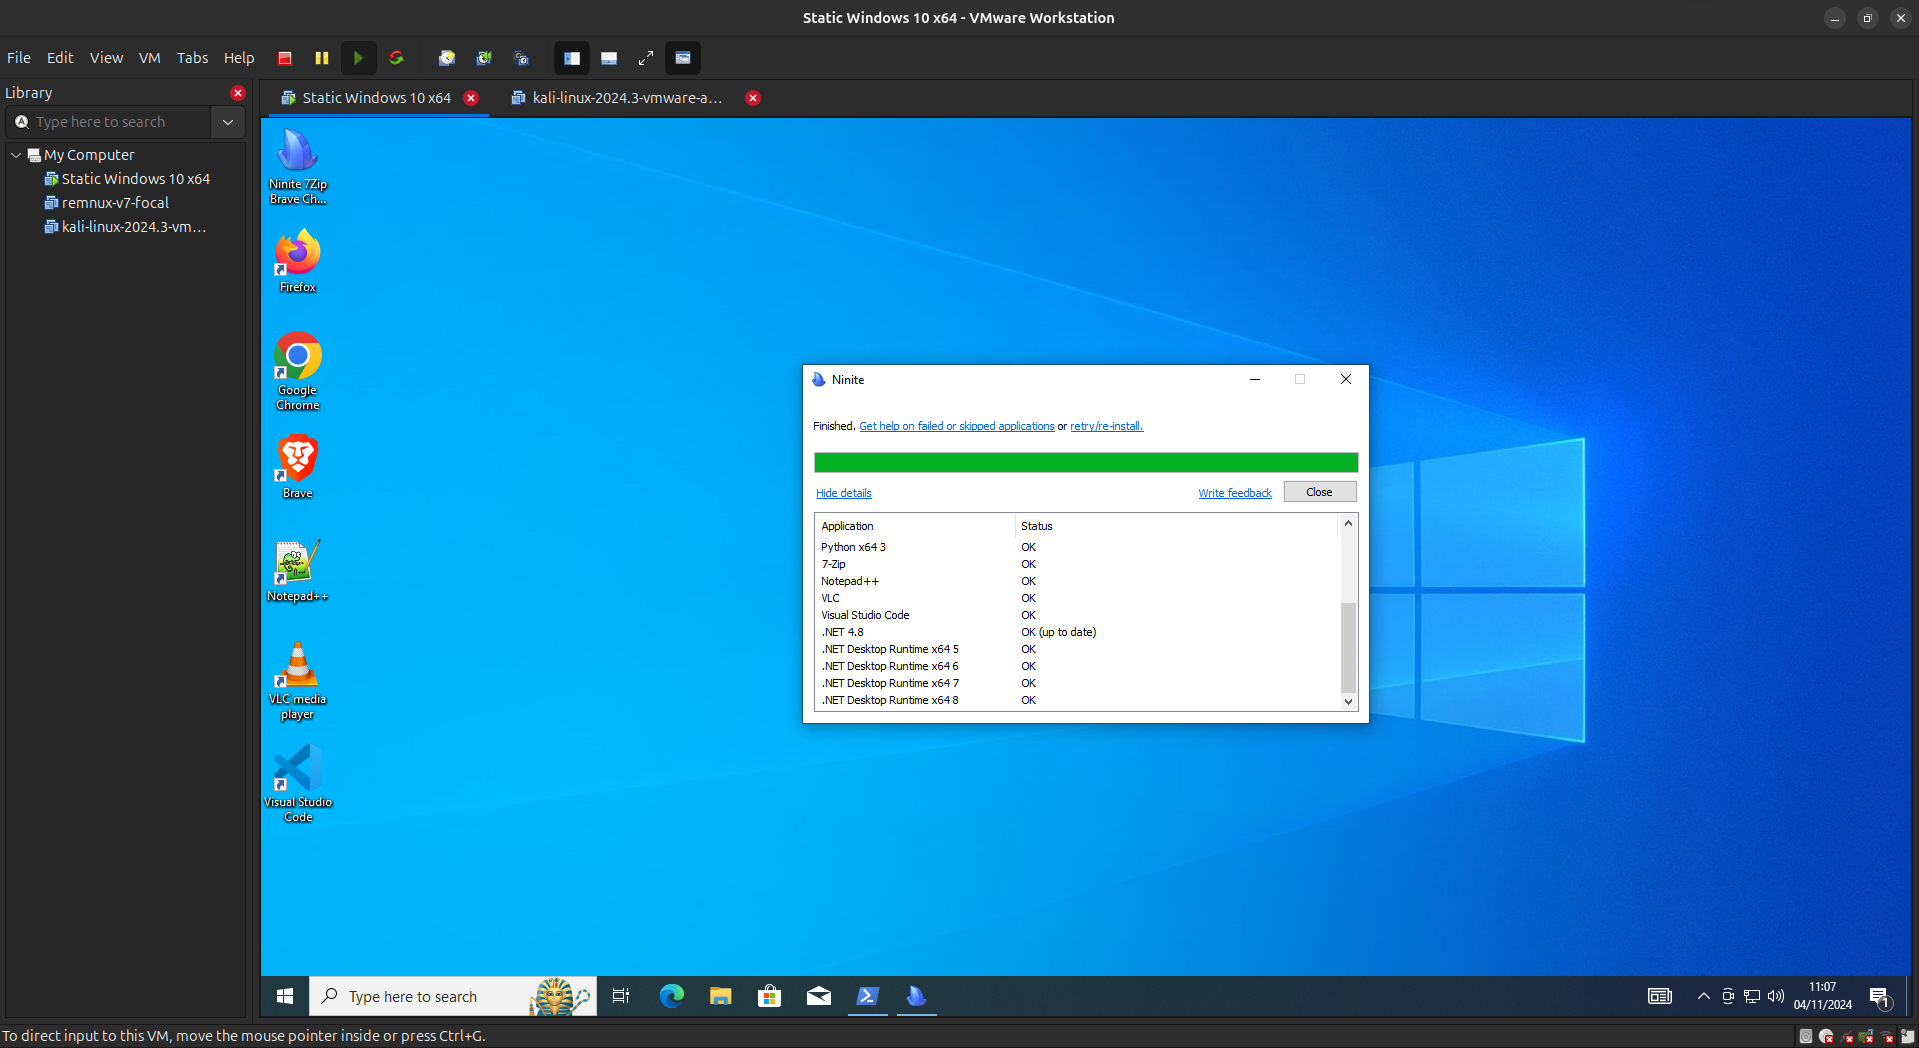 Static Windows 10 x64 - VMware Workstation
File Edit View VM Tabs Help
Library
Type here to search
My Computer
Static Windows 10 x64
remnux-v7-focal
kali-linux-2024.3-vm…
Static Windows 10 x64
kali-linux-2024.3-vmware-a…
Ninite 7Zip
Brave Ch...
Firefox
Google
Chrome
Brave
Notepad++
VLC media
player
Visual Studio
Code
Ninite
Finished. Get help on failed or skipped applications or retry/re-install.
Hide details Write feedback Close
Application Status
Python x64 3 OK
7-Zip OK
Notepad++ OK
VLC OK
Visual Studio Code OK
.NET 4.8 OK (up to date)
.NET Desktop Runtime x64 5 OK
.NET Desktop Runtime x64 6 OK
.NET Desktop Runtime x64 7 OK
.NET Desktop Runtime x64 8 OK
Type here to search
11:07
04/11/2024
1
To direct input to this VM, move the mouse pointer inside or press Ctrl+G.